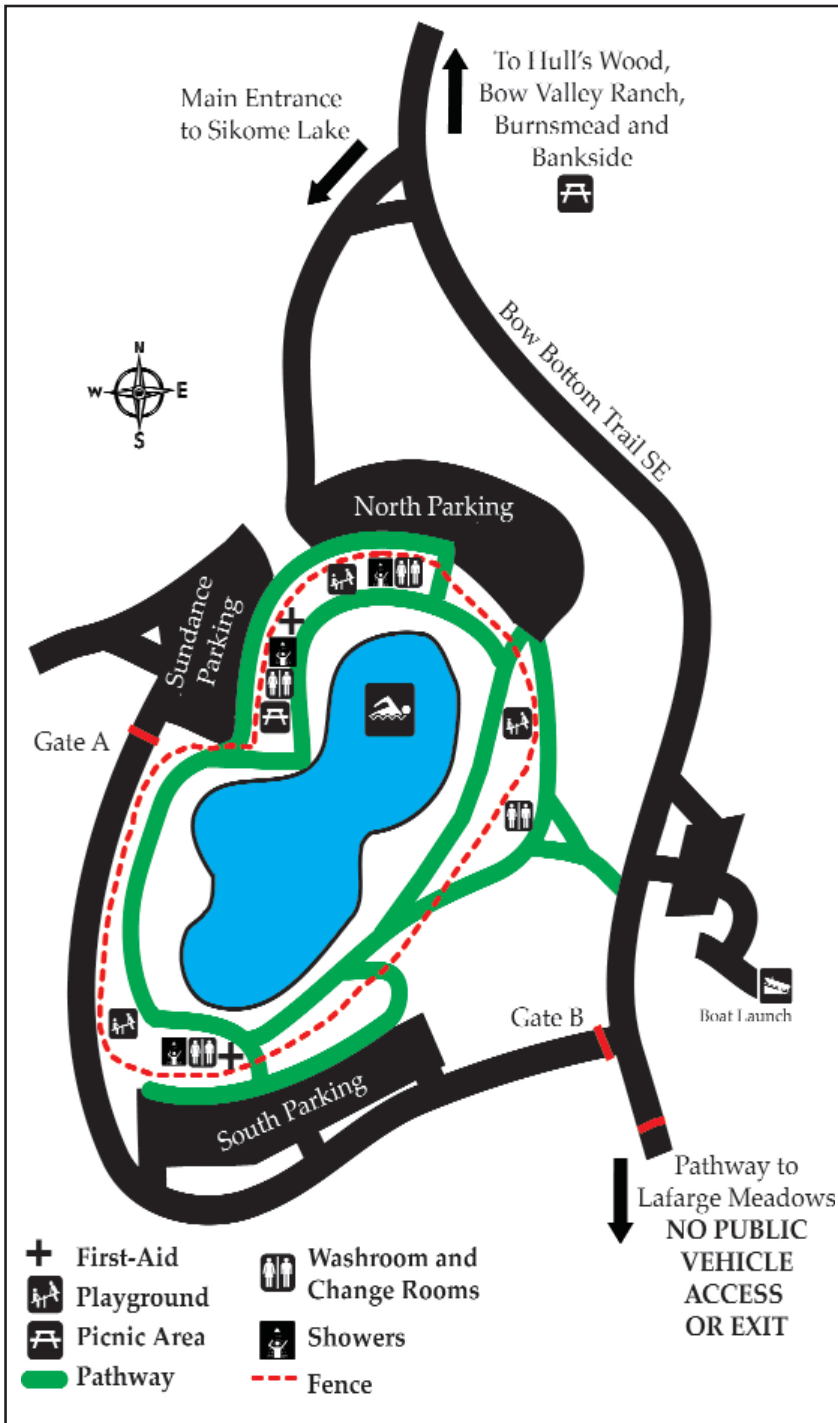 To Hull's Wood,
Bow Valley Ranch,
Burnsmead and
Bankside
Main Entrance
to Sikome Lake
Bow Bottom Trail SE
N
W
E
S
North Parking
Sundance
Parking
Gate A
Gate B
Boat Launch
South Parking
Pathway to
Lafarge Meadows
NO PUBLIC
VEHICLE
ACCESS
OR EXIT
First-Aid
Playground
Picnic Area
Pathway
Washroom and
Change Rooms
Showers
Fence